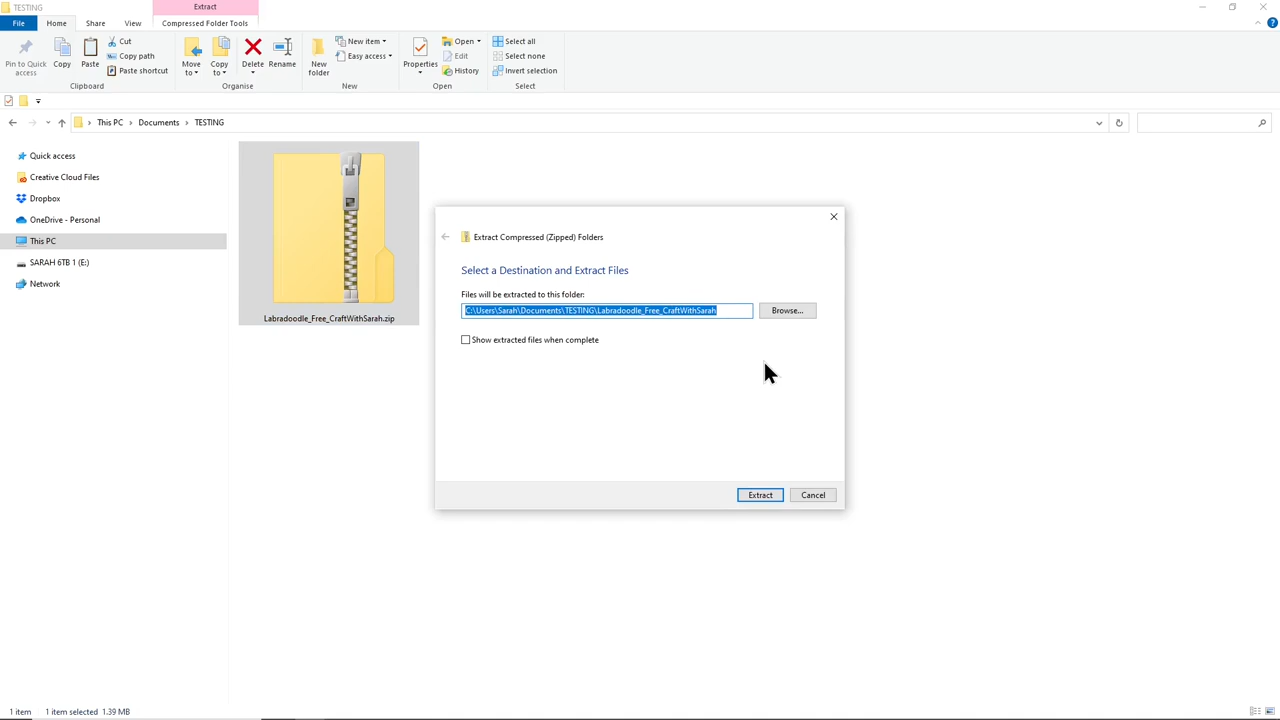 TESTING
Extract
File
Home
Share
View
Compressed Folder Tools
Pin to Quick access
Copy
Paste
Cut
Copy path
Paste shortcut
Clipboard
Move to
Copy to
Delete
Rename
Organise
New folder
New item
Easy access
New
Properties
Open
Edit
History
Open
Select all
Select none
Invert selection
Select
This PC > Documents > TESTING
Quick access
Creative Cloud Files
Dropbox
OneDrive - Personal
This PC
SARAH 6TB 1 (E:)
Network
Labradoodle_Free_CraftWithSarah.zip
Extract Compressed (Zipped) Folders
Select a Destination and Extract Files
Files will be extracted to this folder:
C:\Users\Sarah\Documents\TESTING\Labradoodle_Free_CraftWithSarah
Browse...
Show extracted files when complete
Extract
Cancel
1 item
1 item selected 1.39 MB